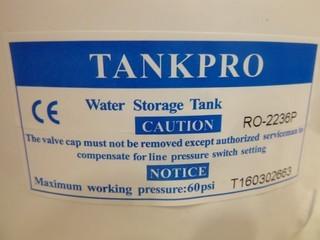 TANKPRO
CE
Water Storage Tank
CAUTION RO-2236P
The valve cap must not be removed except authorized serviceman to
compensate for line pressure switch setting
NOTICE
Maximum working pressure:60psi T160302663